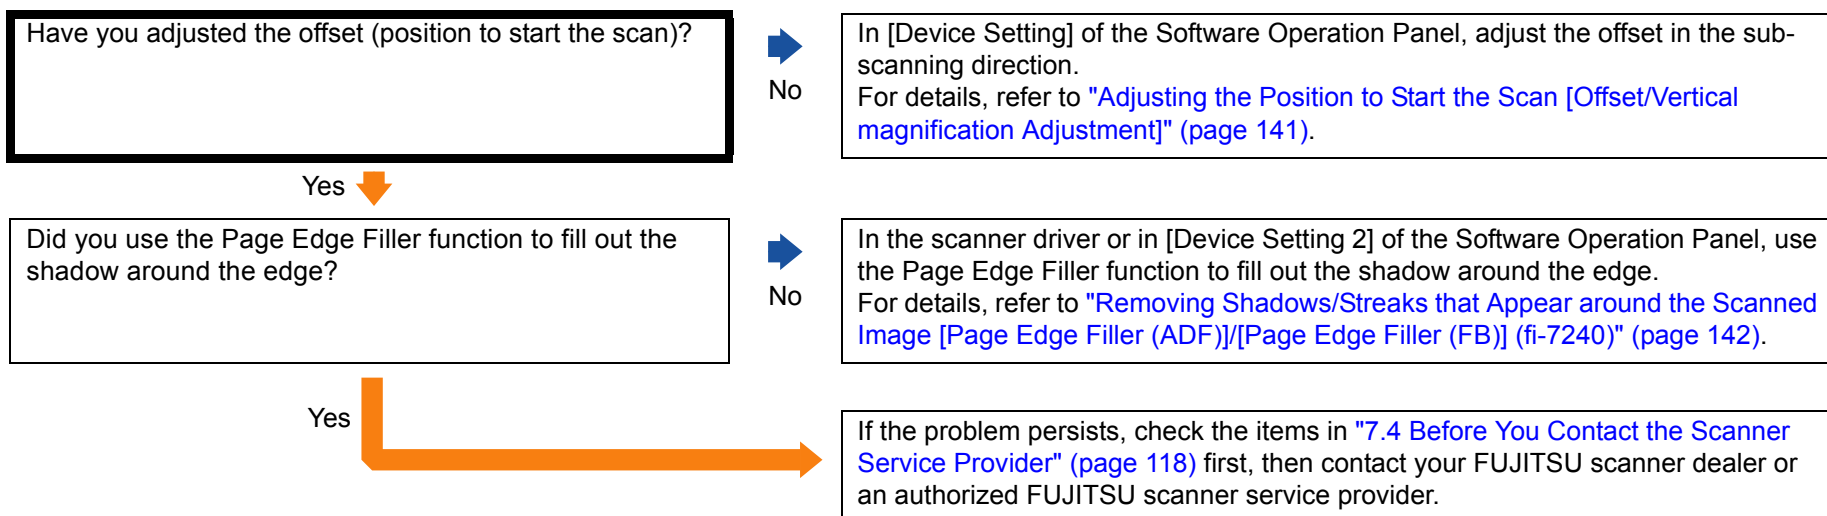 Have you adjusted the offset (position to start the scan)?
No
In [Device Setting] of the Software Operation Panel, adjust the offset in the sub-
scanning direction.
For details, refer to "Adjusting the Position to Start the Scan [Offset/Vertical
magnification Adjustment]" (page 141).
Yes
Did you use the Page Edge Filler function to fill out the
shadow around the edge?
No
In the scanner driver or in [Device Setting 2] of the Software Operation Panel, use
the Page Edge Filler function to fill out the shadow around the edge.
For details, refer to "Removing Shadows/Streaks that Appear around the Scanned
Image [Page Edge Filler (ADF)]/[Page Edge Filler (FB)] (fi-7240)" (page 142).
Yes
If the problem persists, check the items in "7.4 Before You Contact the Scanner
Service Provider" (page 118) first, then contact your FUJITSU scanner dealer or
an authorized FUJITSU scanner service provider.